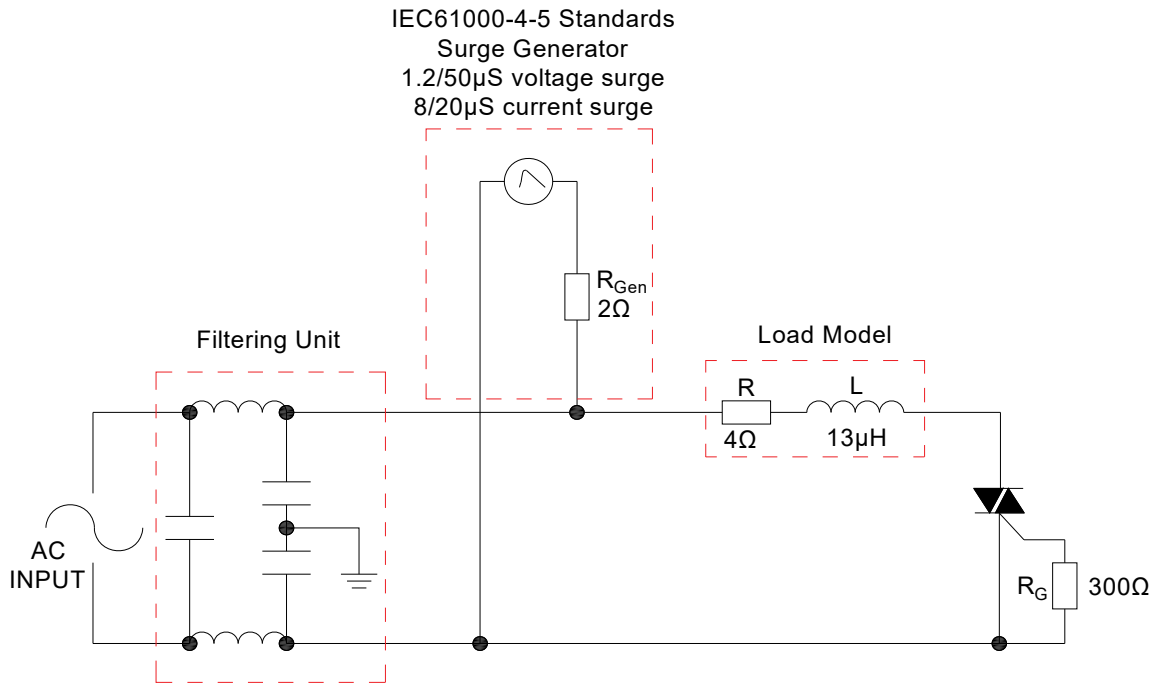 IEC61000-4-5 Standards
Surge Generator
1.2/50μS voltage surge
8/20μS current surge
RGen
2Ω
Filtering Unit
Load Model
R
L
4Ω
13μH
AC
INPUT
RG
300Ω